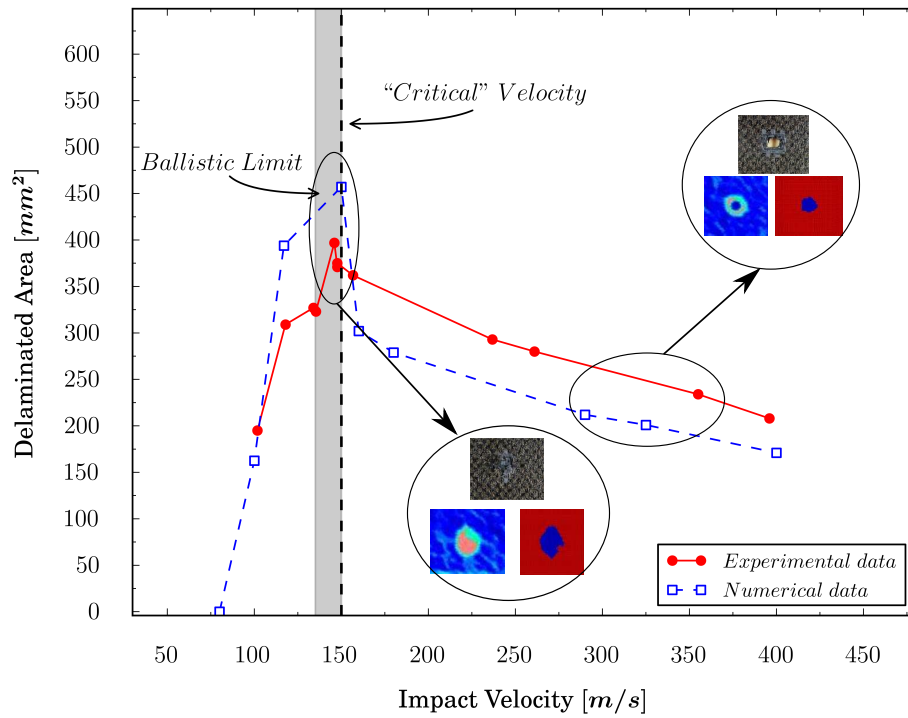 650
600
550
500
450
400
350
300
250
200
150
100
50
0
Delaminated Area [mm²]
"Critical" Velocity
Ballistic Limit
Experimental data
Numerical data
50 100 150 200 250 300 350 400 450
Impact Velocity [m/s]